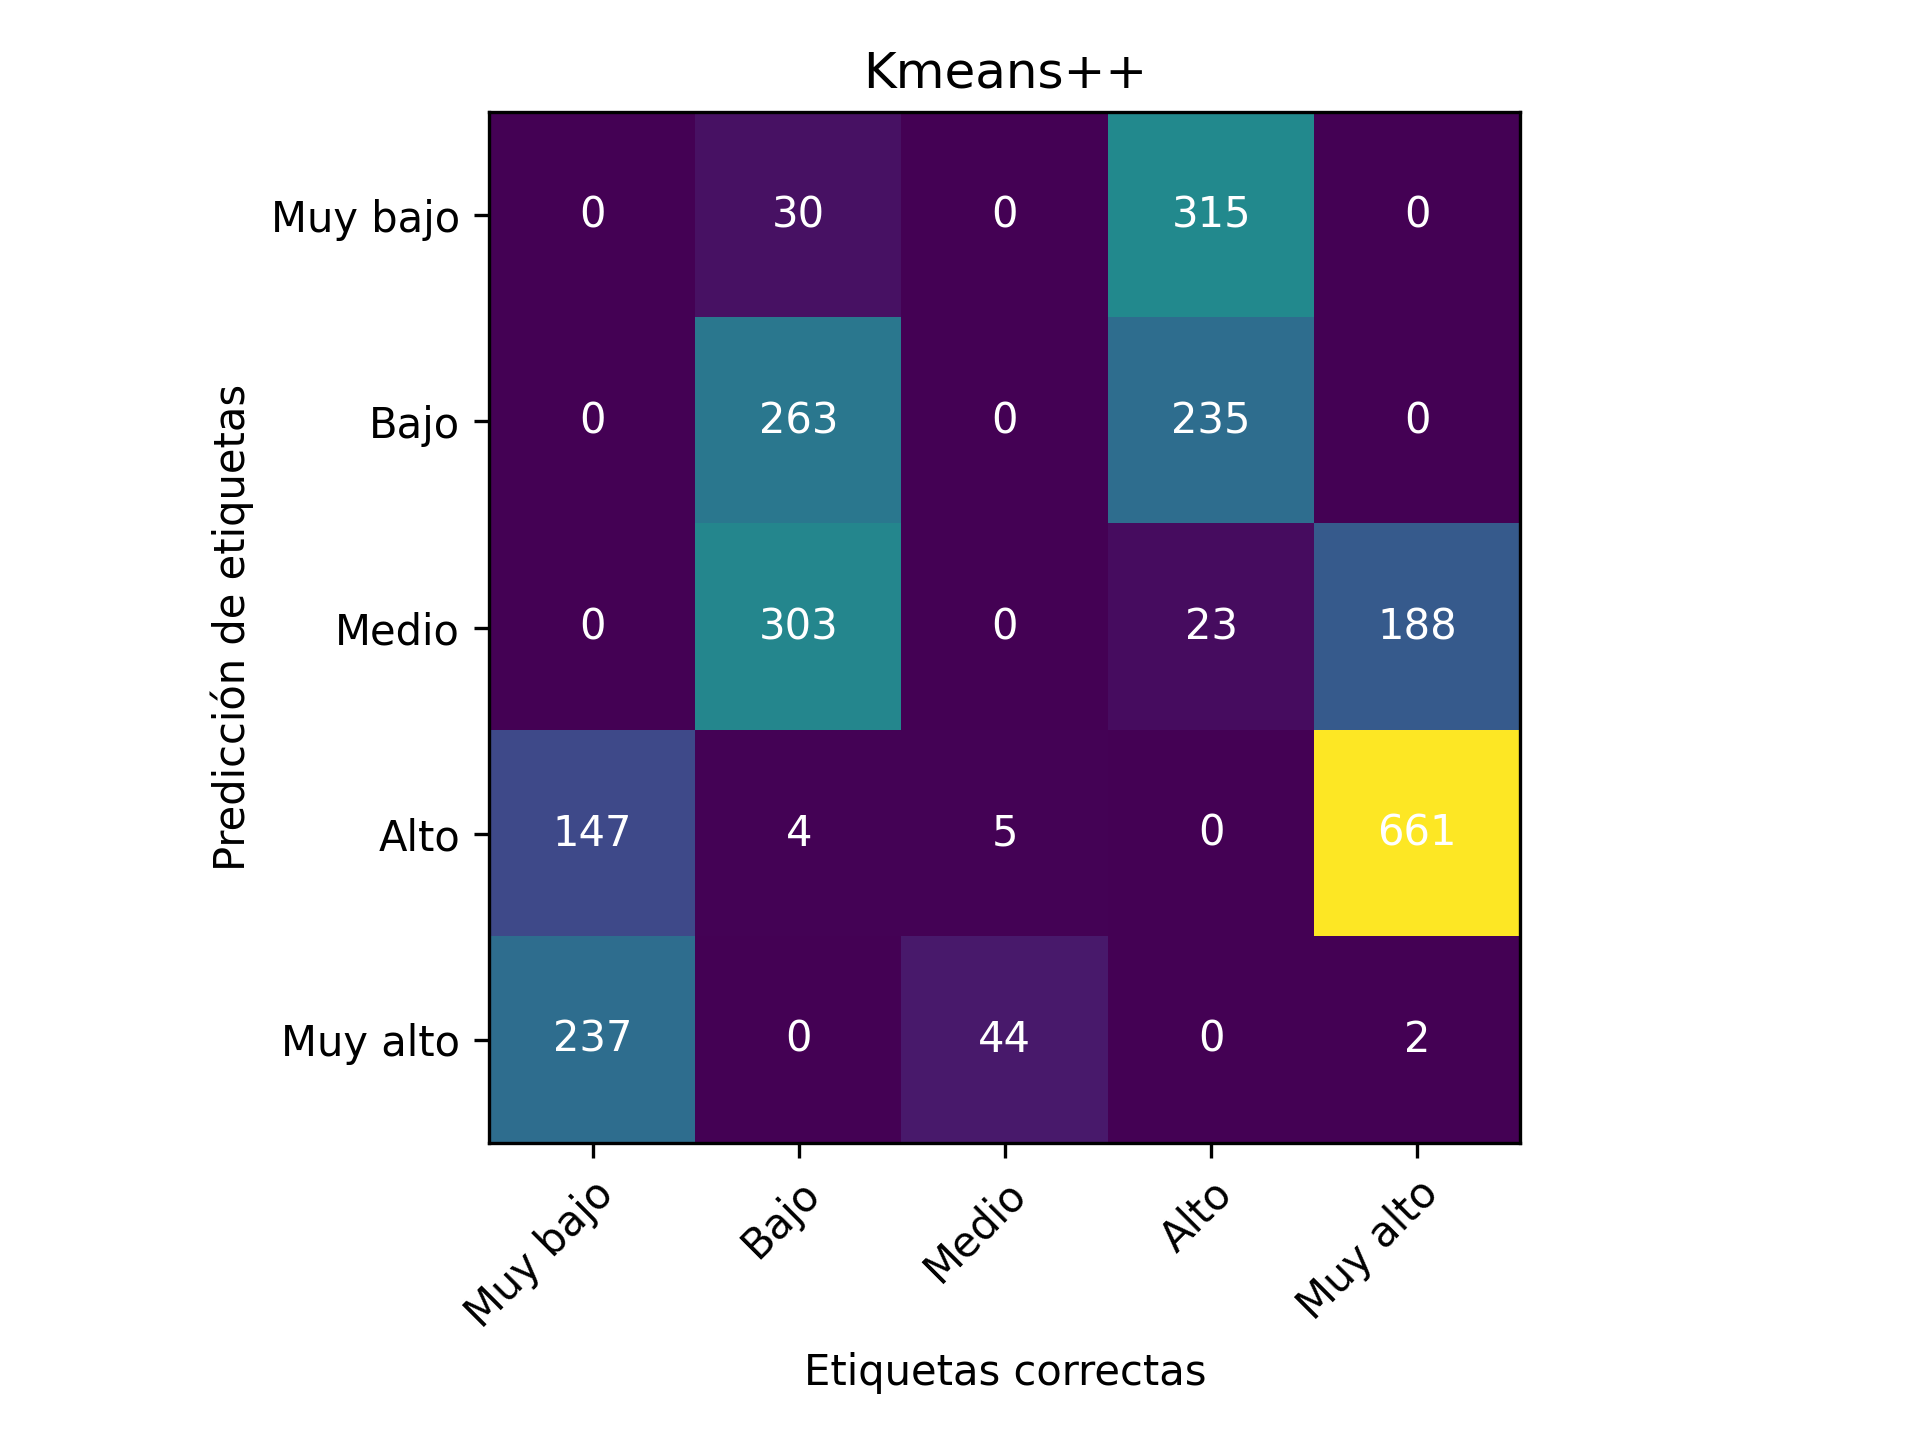 Kmeans++
Predicción de etiquetas
Muy bajo 0 30 0 315 0
Bajo 0 263 0 235 0
Medio 0 303 0 23 188
Alto 147 4 5 0 661
Muy alto 237 0 44 0 2
Muy bajo Bajo Medio Alto Muy alto
Etiquetas correctas